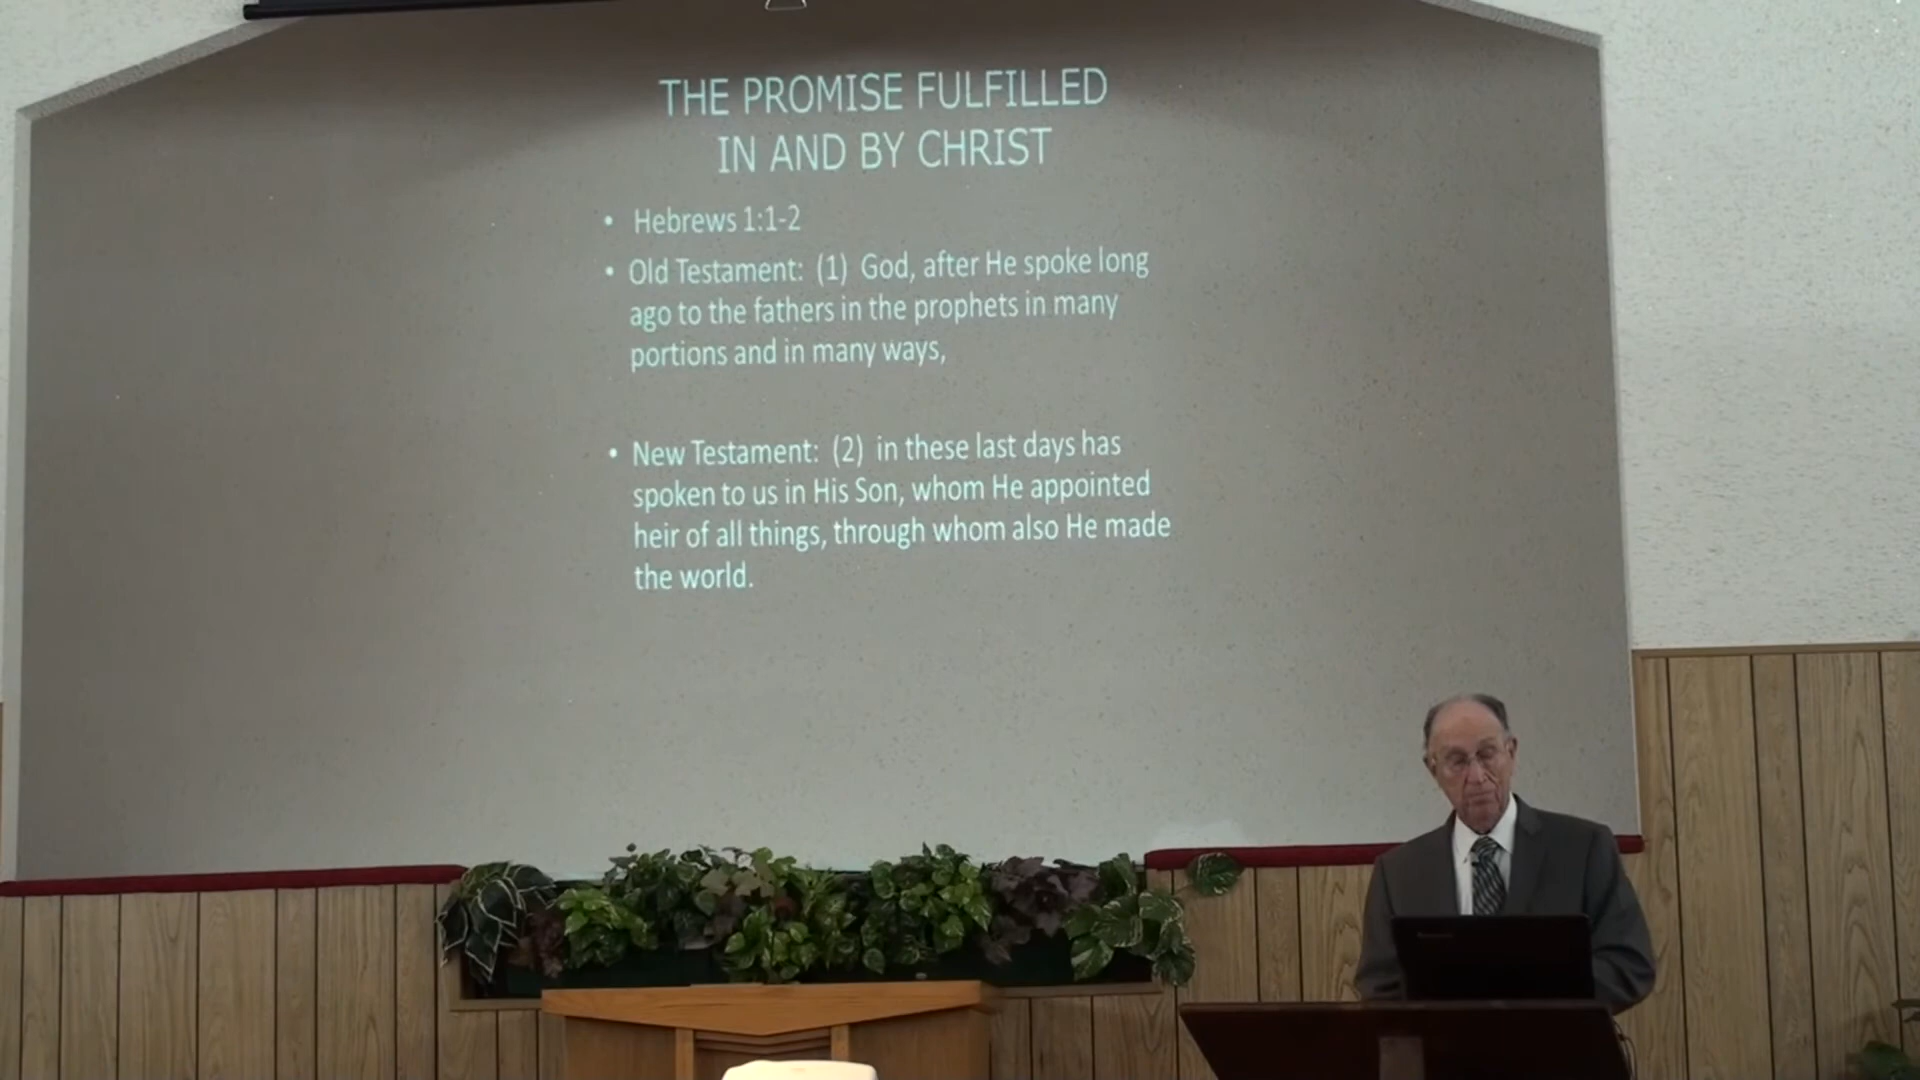 THE PROMISE FULFILLED
IN AND BY CHRIST
• Hebrews 1:1-2
• Old Testament: (1) God, after He spoke long
ago to the fathers in the prophets in many
portions and in many ways,
• New Testament: (2) in these last days has
spoken to us in His Son, whom He appointed
heir of all things, through whom also He made
the world.